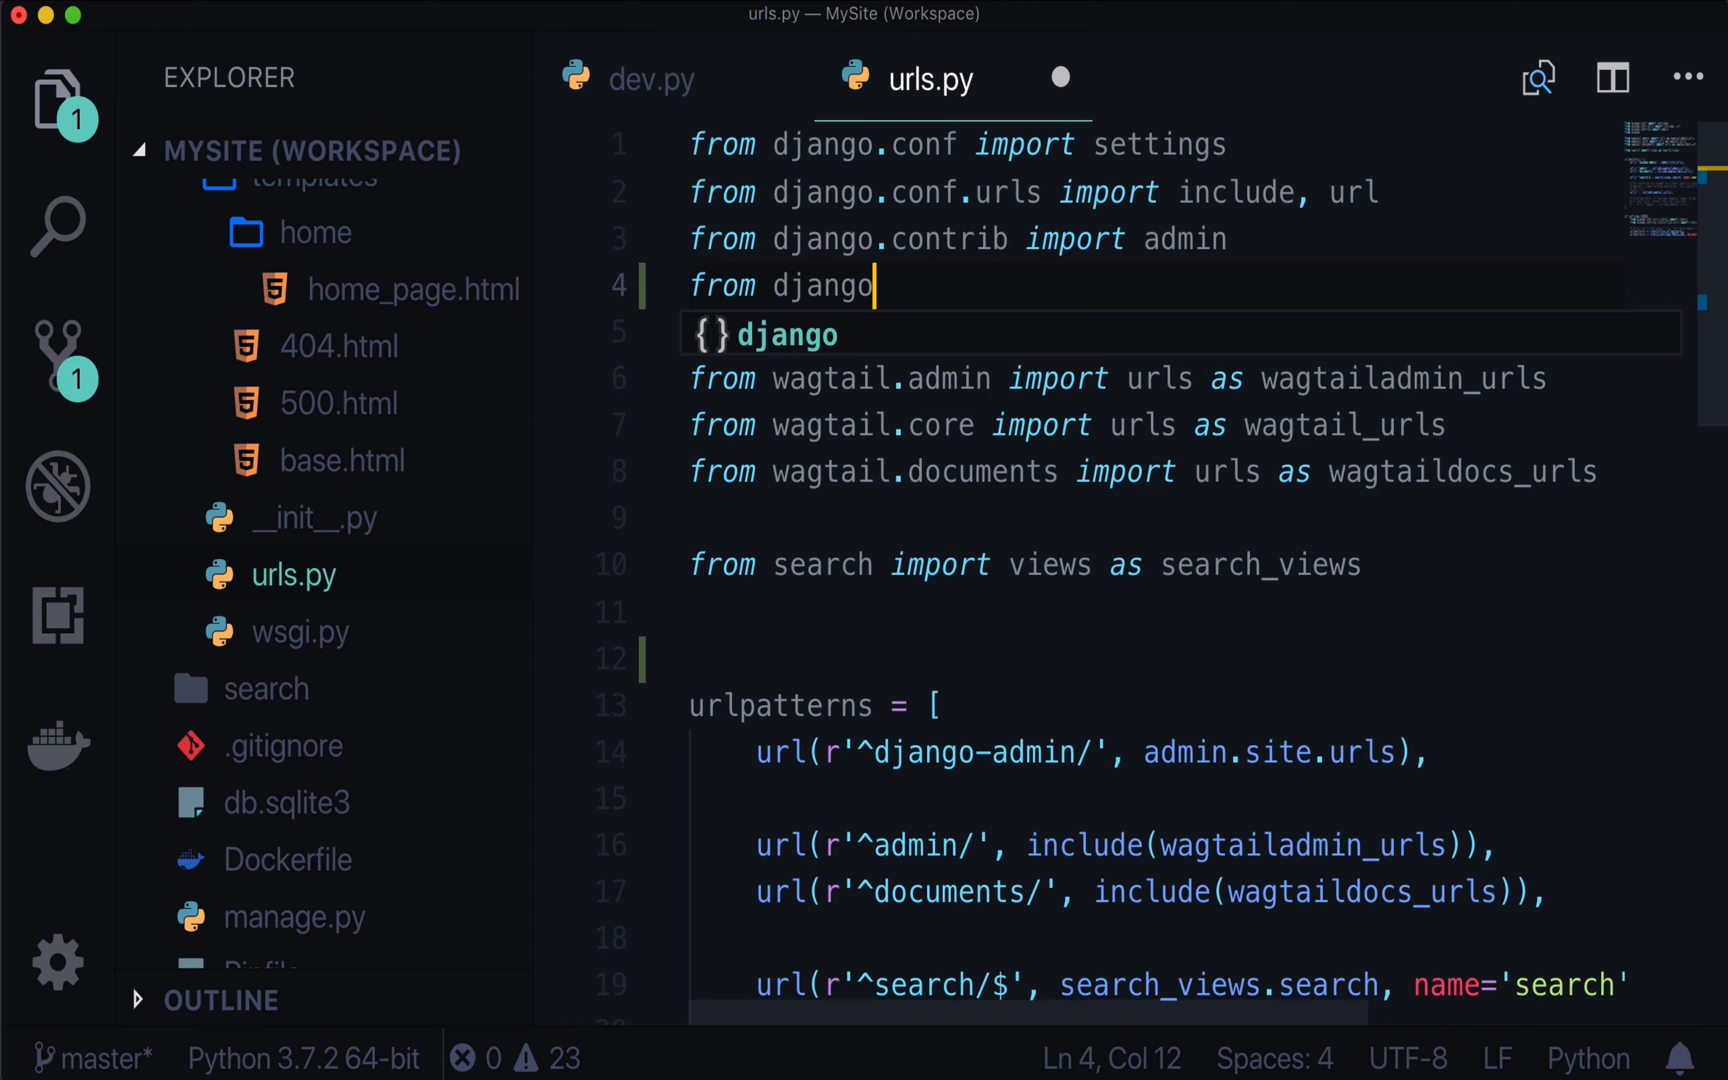 urls.py — MySite (Workspace)
EXPLORER
MYSITE (WORKSPACE)
templates
home
home_page.html
404.html
500.html
base.html
__init__.py
urls.py
wsgi.py
search
.gitignore
db.sqlite3
Dockerfile
manage.py
Pipfile
OUTLINE
1
1
dev.py
urls.py
1 from django.conf import settings
2 from django.conf.urls import include, url
3 from django.contrib import admin
4 from django
5 {} django
6 from wagtail.admin import urls as wagtailadmin_urls
7 from wagtail.core import urls as wagtail_urls
8 from wagtail.documents import urls as wagtaildocs_urls
9
10 from search import views as search_views
11
12
13 urlpatterns = [
14 url(r'^django-admin/', admin.site.urls),
15
16 url(r'^admin/', include(wagtailadmin_urls)),
17 url(r'^documents/', include(wagtaildocs_urls)),
18
19 url(r'^search/$', search_views.search, name='search'
master* Python 3.7.2 64-bit 0 23 Ln 4, Col 12 Spaces: 4 UTF-8 LF Python